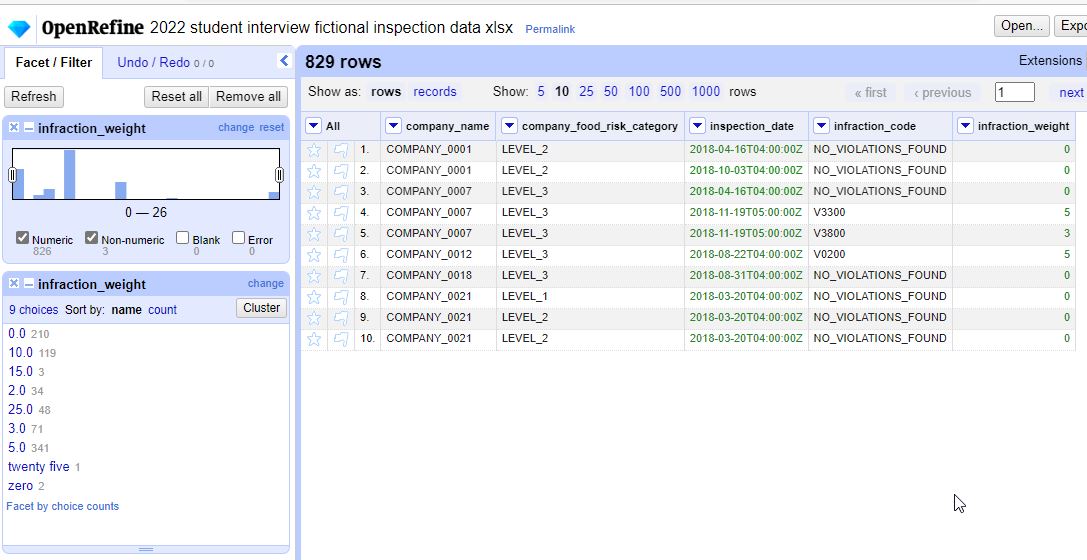 OpenRefine 2022 student interview fictional inspection data xlsx Permalink Open... Expo
Facet / Filter Undo / Redo 0 / 0
Refresh Reset all Remove all
infraction_weight change reset
0 — 26
Numeric Non-numeric Blank Error
826 3 0 0
infraction_weight change
9 choices Sort by: name count Cluster
0.0 210
10.0 119
15.0 3
2.0 34
25.0 48
3.0 71
5.0 341
twenty five 1
zero 2
Facet by choice counts
829 rows Extensions
Show as: rows records Show: 5 10 25 50 100 500 1000 rows « first ‹ previous 1 next
All company_name company_food_risk_category inspection_date infraction_code infraction_weight
1. COMPANY_0001 LEVEL_2 2018-04-16T04:00:00Z NO_VIOLATIONS_FOUND 0
2. COMPANY_0001 LEVEL_2 2018-10-03T04:00:00Z NO_VIOLATIONS_FOUND 0
3. COMPANY_0007 LEVEL_3 2018-04-16T04:00:00Z NO_VIOLATIONS_FOUND 0
4. COMPANY_0007 LEVEL_3 2018-11-19T05:00:00Z V3300 5
5. COMPANY_0007 LEVEL_3 2018-11-19T05:00:00Z V3800 3
6. COMPANY_0012 LEVEL_3 2018-08-22T04:00:00Z V0200 5
7. COMPANY_0018 LEVEL_3 2018-08-31T04:00:00Z NO_VIOLATIONS_FOUND 0
8. COMPANY_0021 LEVEL_1 2018-03-20T04:00:00Z NO_VIOLATIONS_FOUND 0
9. COMPANY_0021 LEVEL_2 2018-03-20T04:00:00Z NO_VIOLATIONS_FOUND 0
10. COMPANY_0021 LEVEL_2 2018-03-20T04:00:00Z NO_VIOLATIONS_FOUND 0